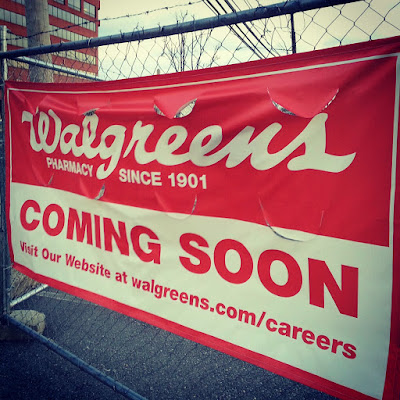 Walgreens
PHARMACY SINCE 1901
COMING SOON
Visit Our Website at walgreens.com/careers